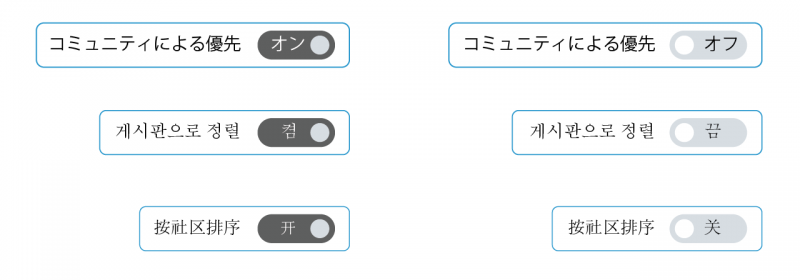 コミュニティによる優先 オン
コミュニティによる優先 オフ
게시판으로 정렬 켬
게시판으로 정렬 끔
按社区排序 开
按社区排序 关